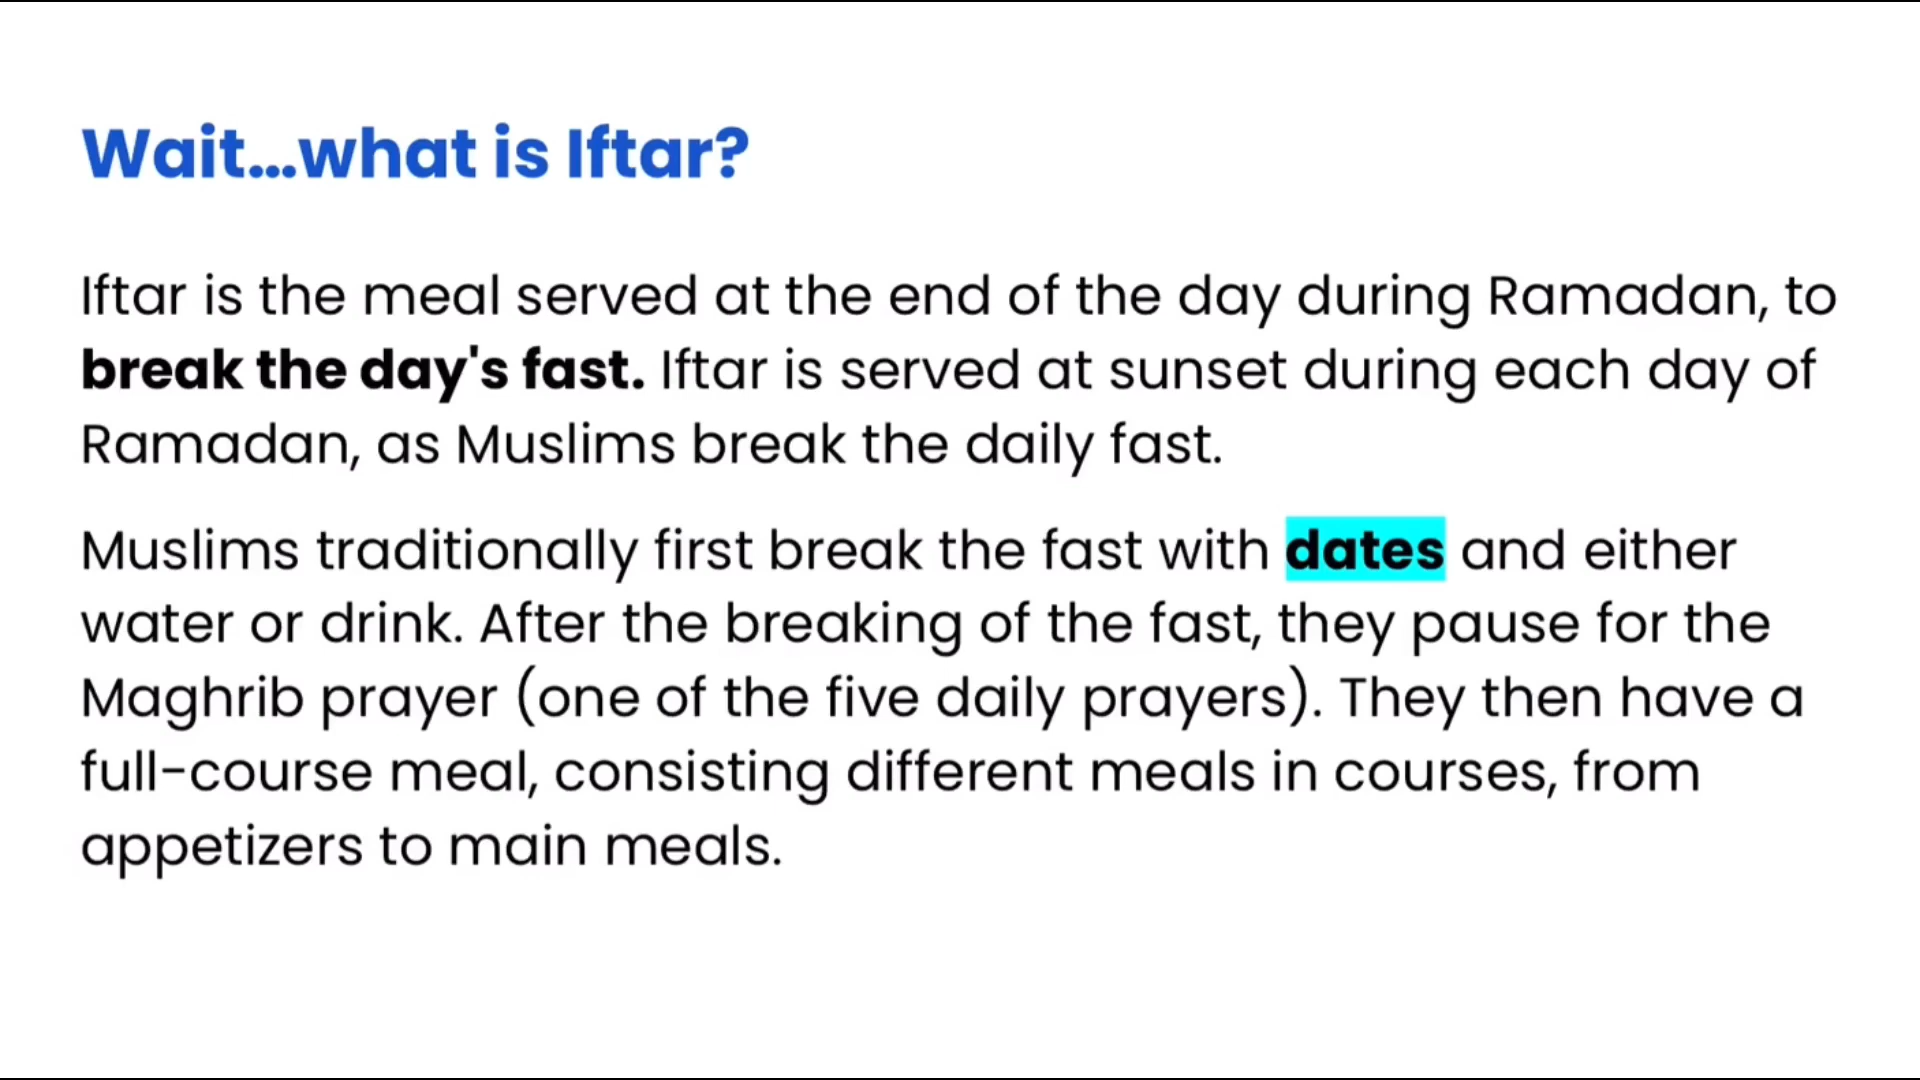 Wait...what is Iftar?
Iftar is the meal served at the end of the day during Ramadan, to
break the day's fast. Iftar is served at sunset during each day of
Ramadan, as Muslims break the daily fast.
Muslims traditionally first break the fast with dates and either
water or drink. After the breaking of the fast, they pause for the
Maghrib prayer (one of the five daily prayers). They then have a
full-course meal, consisting different meals in courses, from
appetizers to main meals.